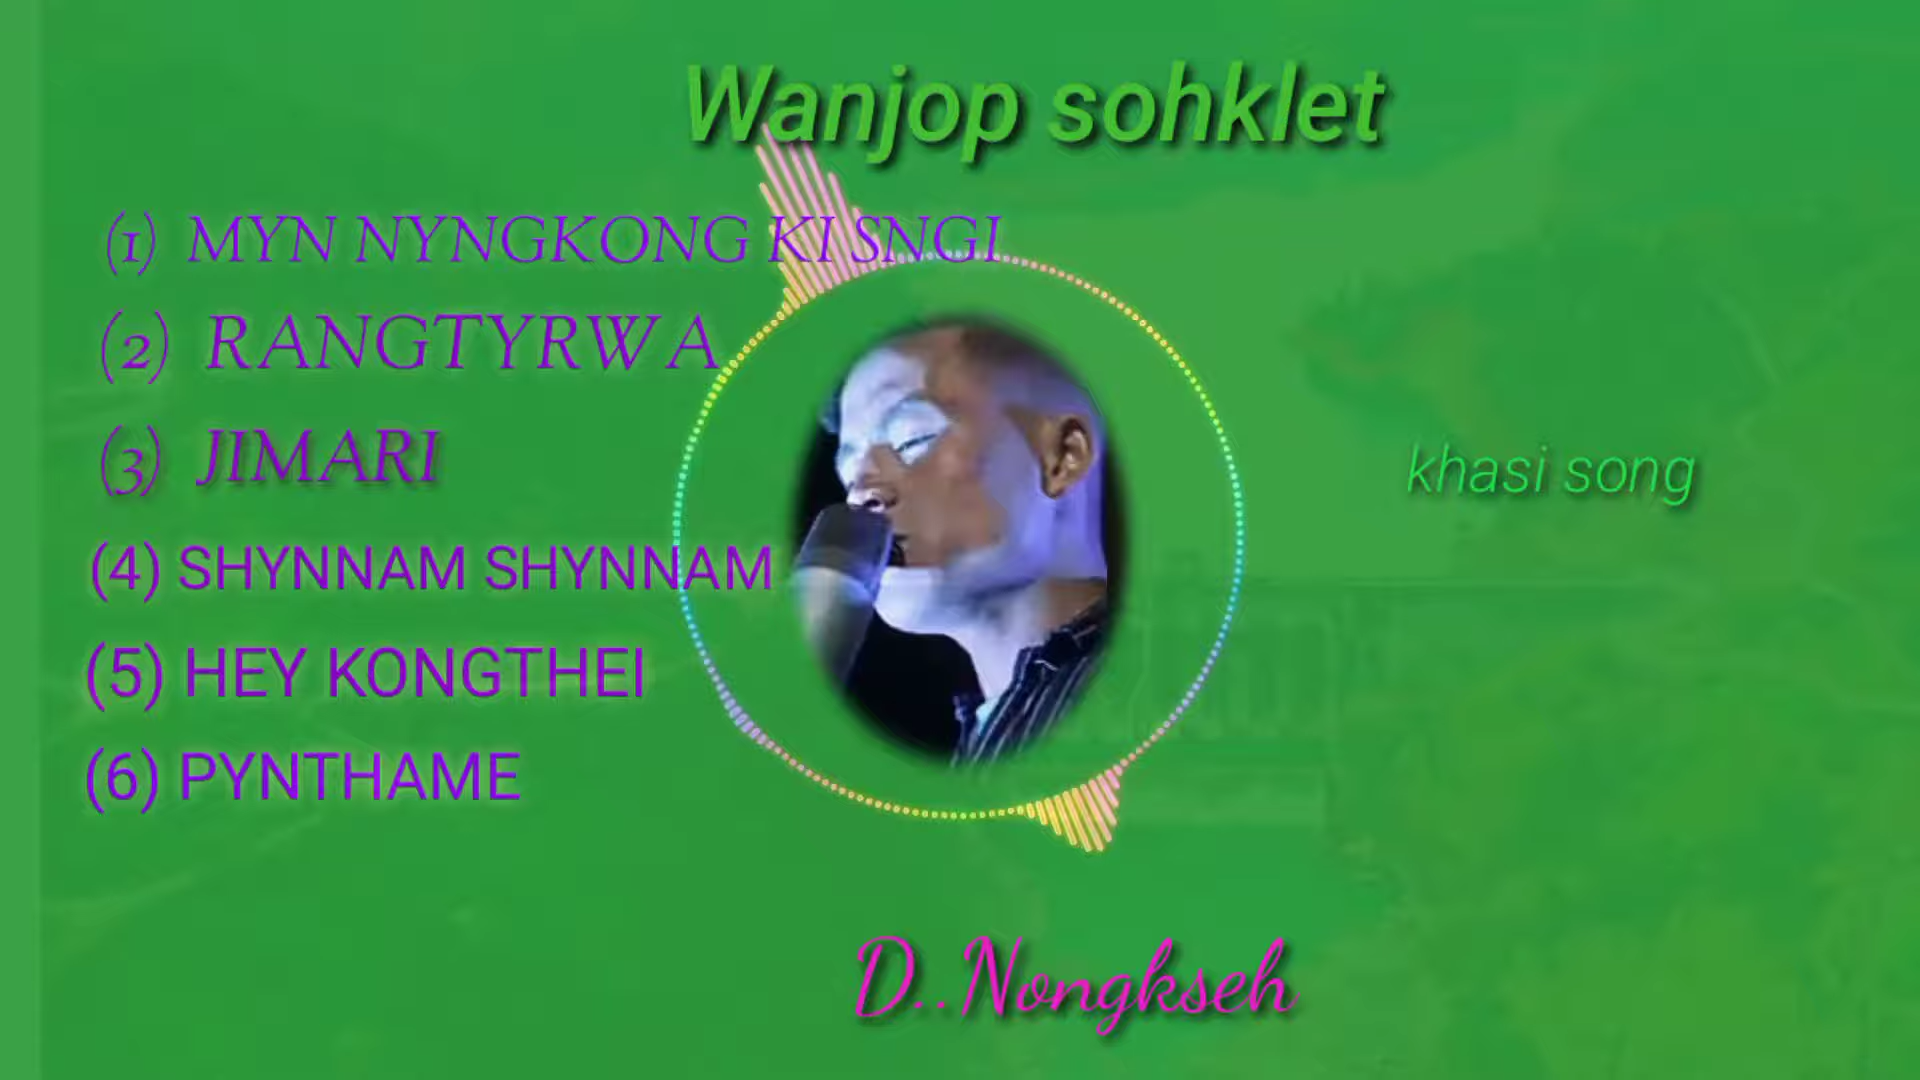 Wanjop sohklet
(1) MYN NYNGKONG KI SNGI
(2) RANGTYRWA
(3) JIMARI
(4) SHYNNAM SHYNNAM
(5) HEY KONGTHEI
(6) PYNTHAME
khasi song
D..Nongkseh